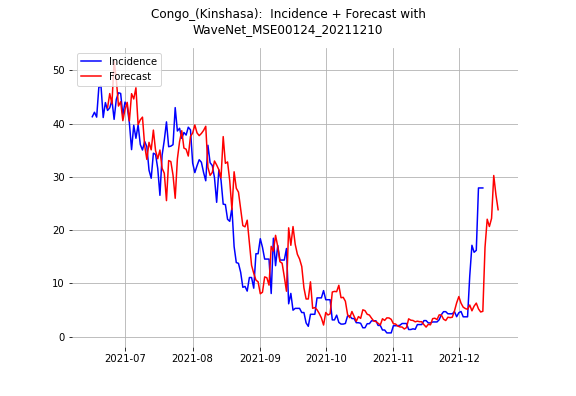 Congo_(Kinshasa):  Incidence + Forecast with
WaveNet_MSE00124_20211210
Incidence
Forecast
50
40
30
20
10
0
2021-07 2021-08 2021-09 2021-10 2021-11 2021-12